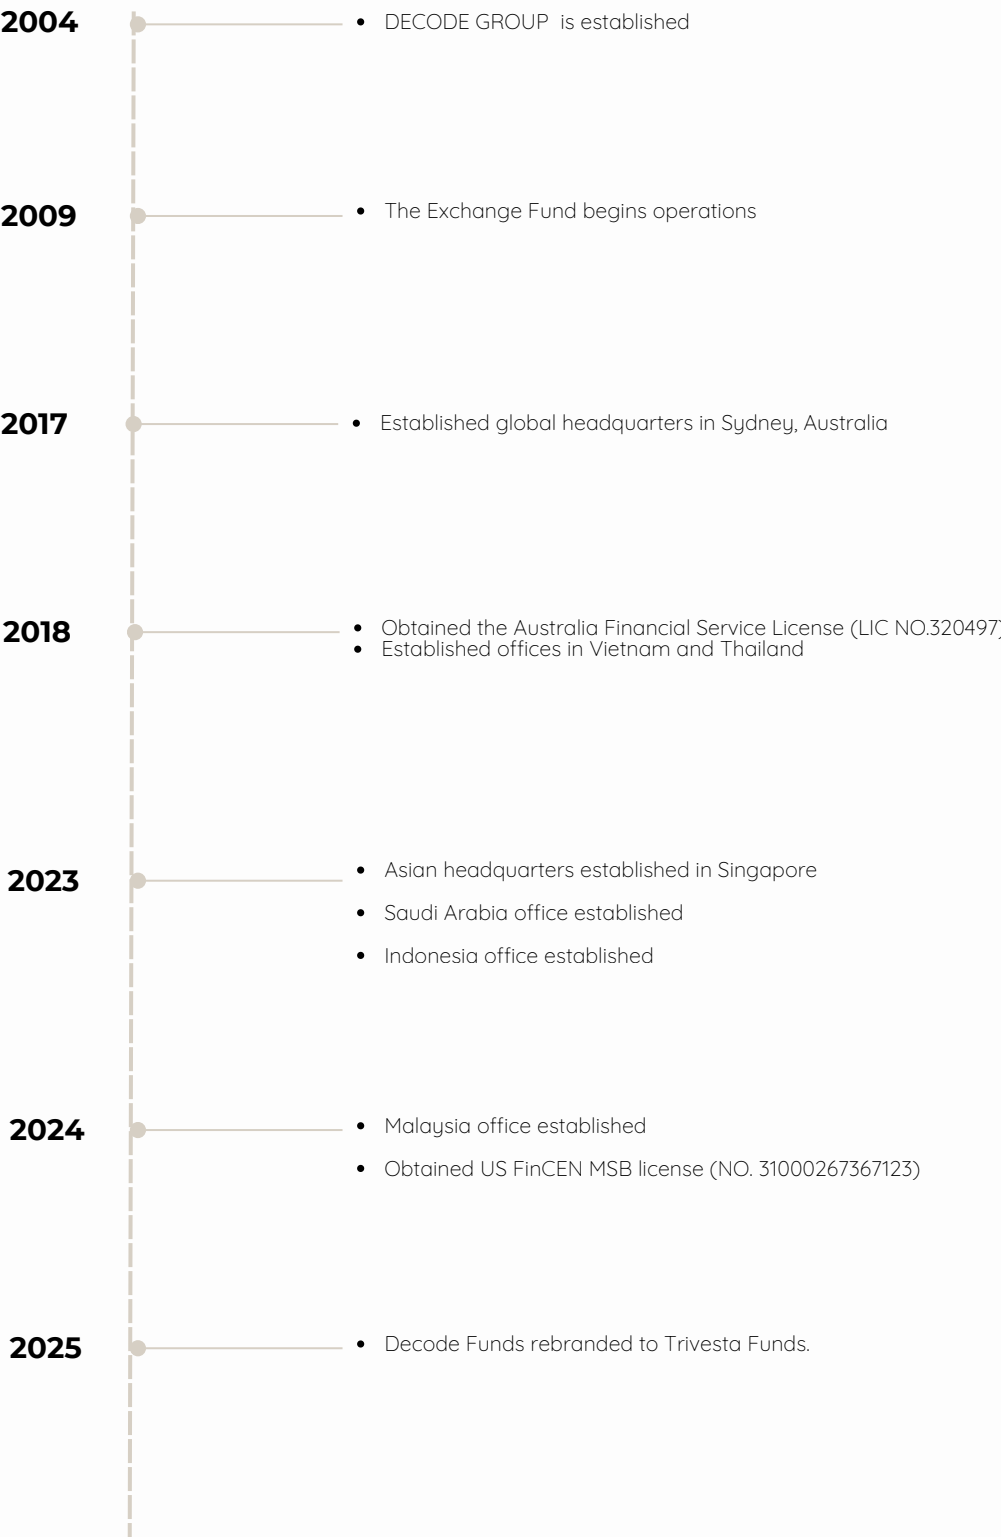 2004
• DECODE GROUP is established
2009
• The Exchange Fund begins operations
2017
• Established global headquarters in Sydney, Australia
2018
• Obtained the Australia Financial Service License (LIC NO.320497)
• Established offices in Vietnam and Thailand
2023
• Asian headquarters established in Singapore
• Saudi Arabia office established
• Indonesia office established
2024
• Malaysia office established
• Obtained US FinCEN MSB license (NO. 31000267367123)
2025
• Decode Funds rebranded to Trivesta Funds.